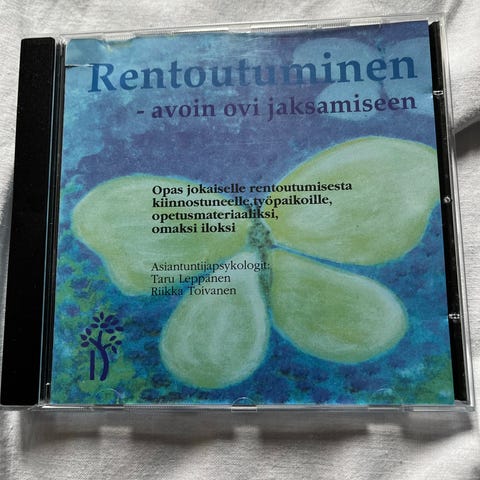 Rentoutuminen
- avoin ovi jaksamiseen
Opas jokaiselle rentoutumisesta
kiinnostuneelle,työpaikoille,
opetusmateriaaliksi,
omaksi iloksi
Asiantuntijapsykologit:
Taru Leppänen
Riikka Toivanen